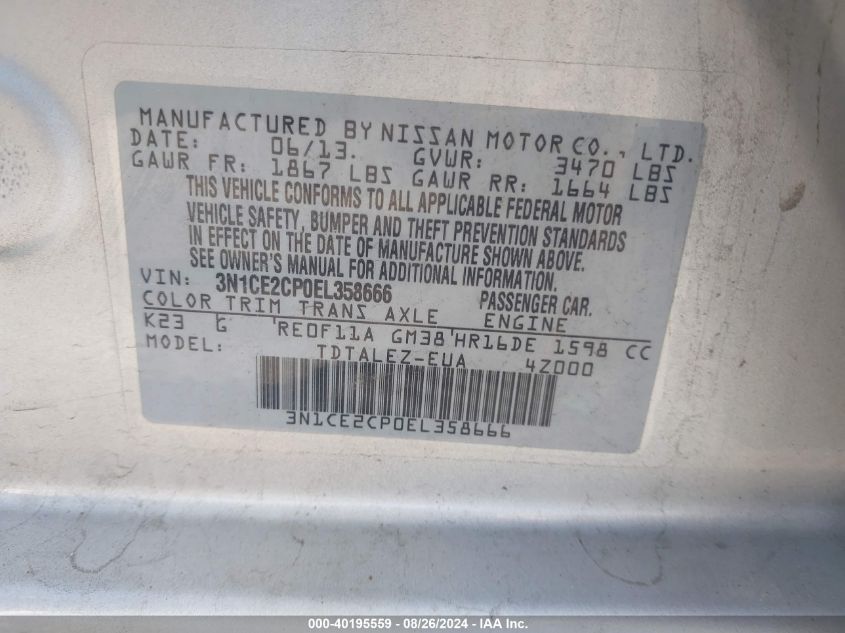 MANUFACTURED BY NISSAN MOTOR CO., LTD.
DATE: 06/13. GVWR: 3470 LBS
GAWR FR: 1867 LBS GAWR RR: 1664 LBS
THIS VEHICLE CONFORMS TO ALL APPLICABLE FEDERAL MOTOR
VEHICLE SAFETY, BUMPER AND THEFT PREVENTION STANDARDS
IN EFFECT ON THE DATE OF MANUFACTURE SHOWN ABOVE.
SEE OWNER'S MANUAL FOR ADDITIONAL INFORMATION.
VIN: 3N1CE2CP0EL358666 PASSENGER CAR.
COLOR TRIM TRANS AXLE ENGINE
K23 G RE0F11A GM38 HR16DE 1598 CC
MODEL: TDTALEZ-EUA 4Z000
3N1CE2CP0EL358666
000-40195559 - 08/26/2024 - IAA Inc.